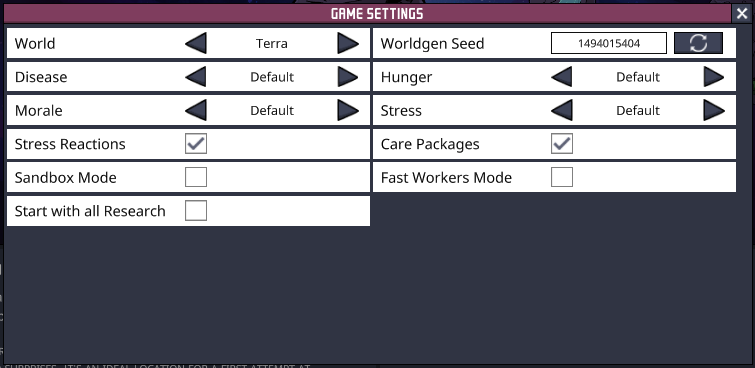 GAME SETTINGS
World Terra Worldgen Seed 1494015404
Disease Default Hunger Default
Morale Default Stress Default
Stress Reactions Care Packages
Sandbox Mode Fast Workers Mode
Start with all Research
SURPRISES, IT'S AN IDEAL LOCATION FOR A FIRST ATTEMPT AT